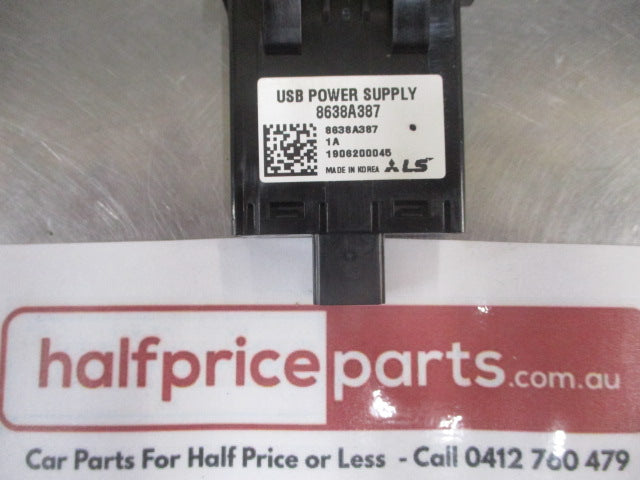 USB POWER SUPPLY
8638A387
8638A387
1A
1906200045
MADE IN KOREA LS
halfpriceparts.com.au
Car Parts For Half Price or Less - Call 0412 760 479